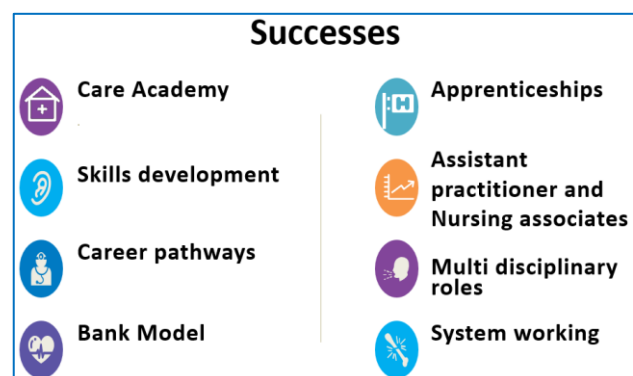 Successes
Care Academy
Skills development
Career pathways
Bank Model
Apprenticeships
Assistant
practitioner and
Nursing associates
Multi disciplinary
roles
System working